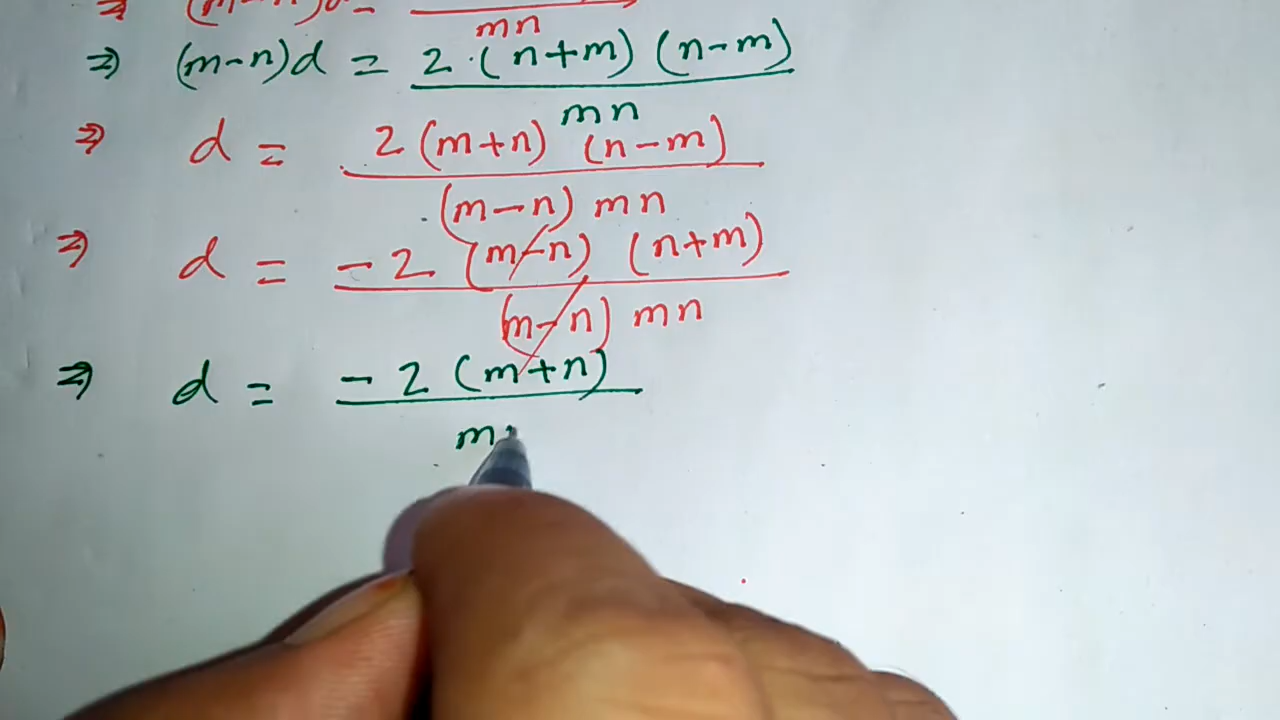 ⇒ (m-n)d =
mn
⇒ (m-n)d = 2·(n+m)(n-m)
mn
⇒ d = 2(m+n) (n-m)
(m-n) mn
⇒ d = -2 (m-n) (n+m)
(m-n) mn
⇒ d = -2 (m+n)
m